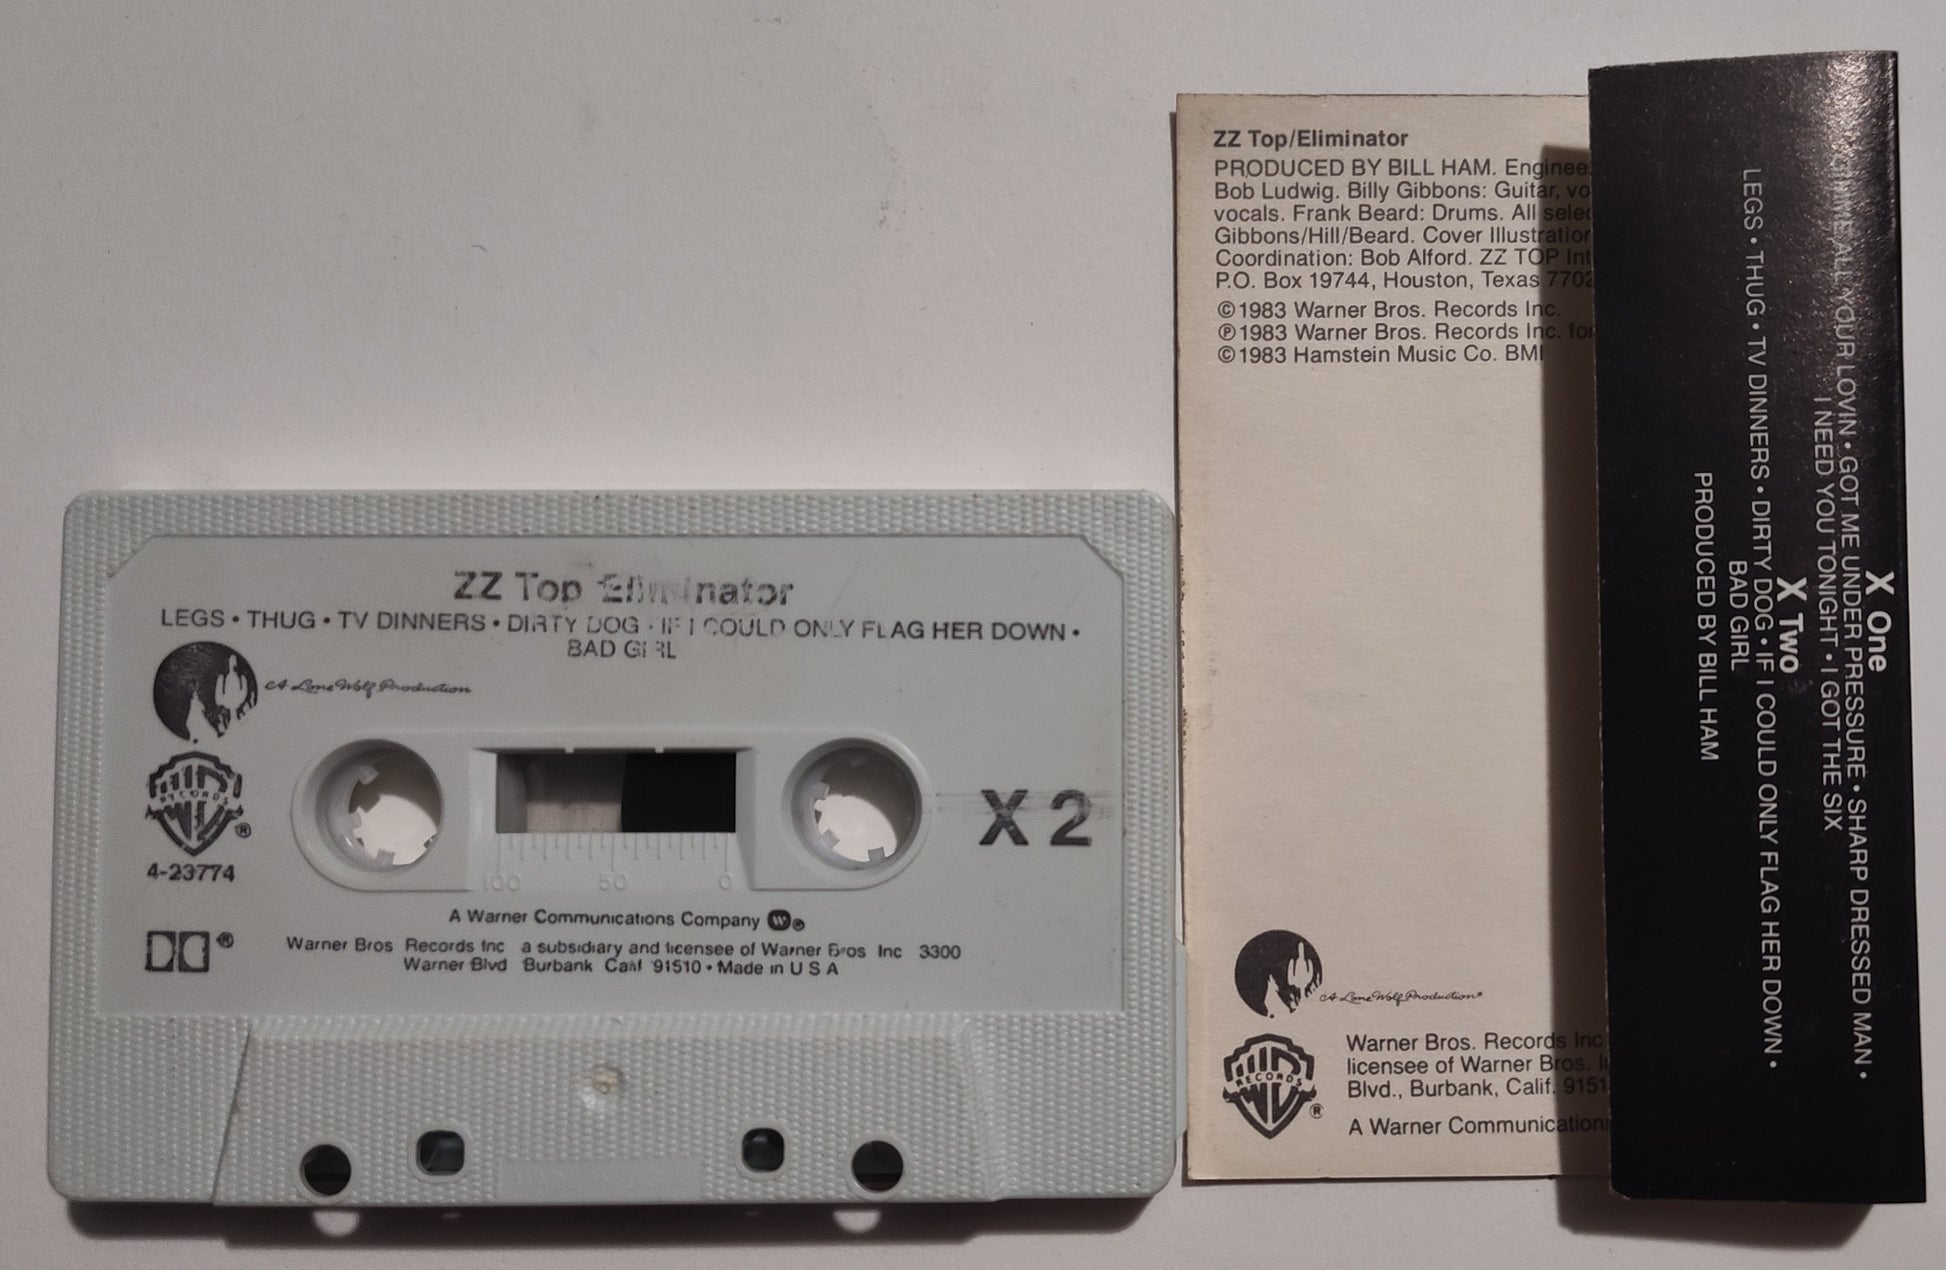 ZZ Top Eliminator
LEGS • THUG • TV DINNERS • DIRTY DOG • IF I COULD ONLY FLAG HER DOWN •
BAD GIRL
A Lone Wolf Production
RECORDS
®
4-23774
X 2
100 50 0
A Warner Communications Company
®
Warner Bros Records Inc a subsidiary and licensee of Warner Bros Inc 3300
Warner Blvd Burbank Calif 91510 • Made in U S A
ZZ Top/Eliminator
PRODUCED BY BILL HAM. Enginee
Bob Ludwig. Billy Gibbons: Guitar, vo
vocals. Frank Beard: Drums. All selec
Gibbons/Hill/Beard. Cover Illustration
Coordination: Bob Alford. ZZ TOP Int
P.O. Box 19744, Houston, Texas 7702
©1983 Warner Bros. Records Inc.
℗1983 Warner Bros. Records Inc. for
©1983 Hamstein Music Co. BMI
A Lone Wolf Production®
RECORDS
®
Warner Bros. Records Inc.
licensee of Warner Bros. I
Blvd., Burbank, Calif. 9151
A Warner Communications
X One
GIMME ALL YOUR LOVIN • GOT ME UNDER PRESSURE • SHARP DRESSED MAN •
I NEED YOU TONIGHT • I GOT THE SIX
X Two
LEGS • THUG • TV DINNERS • DIRTY DOG • IF I COULD ONLY FLAG HER DOWN •
BAD GIRL
PRODUCED BY BILL HAM